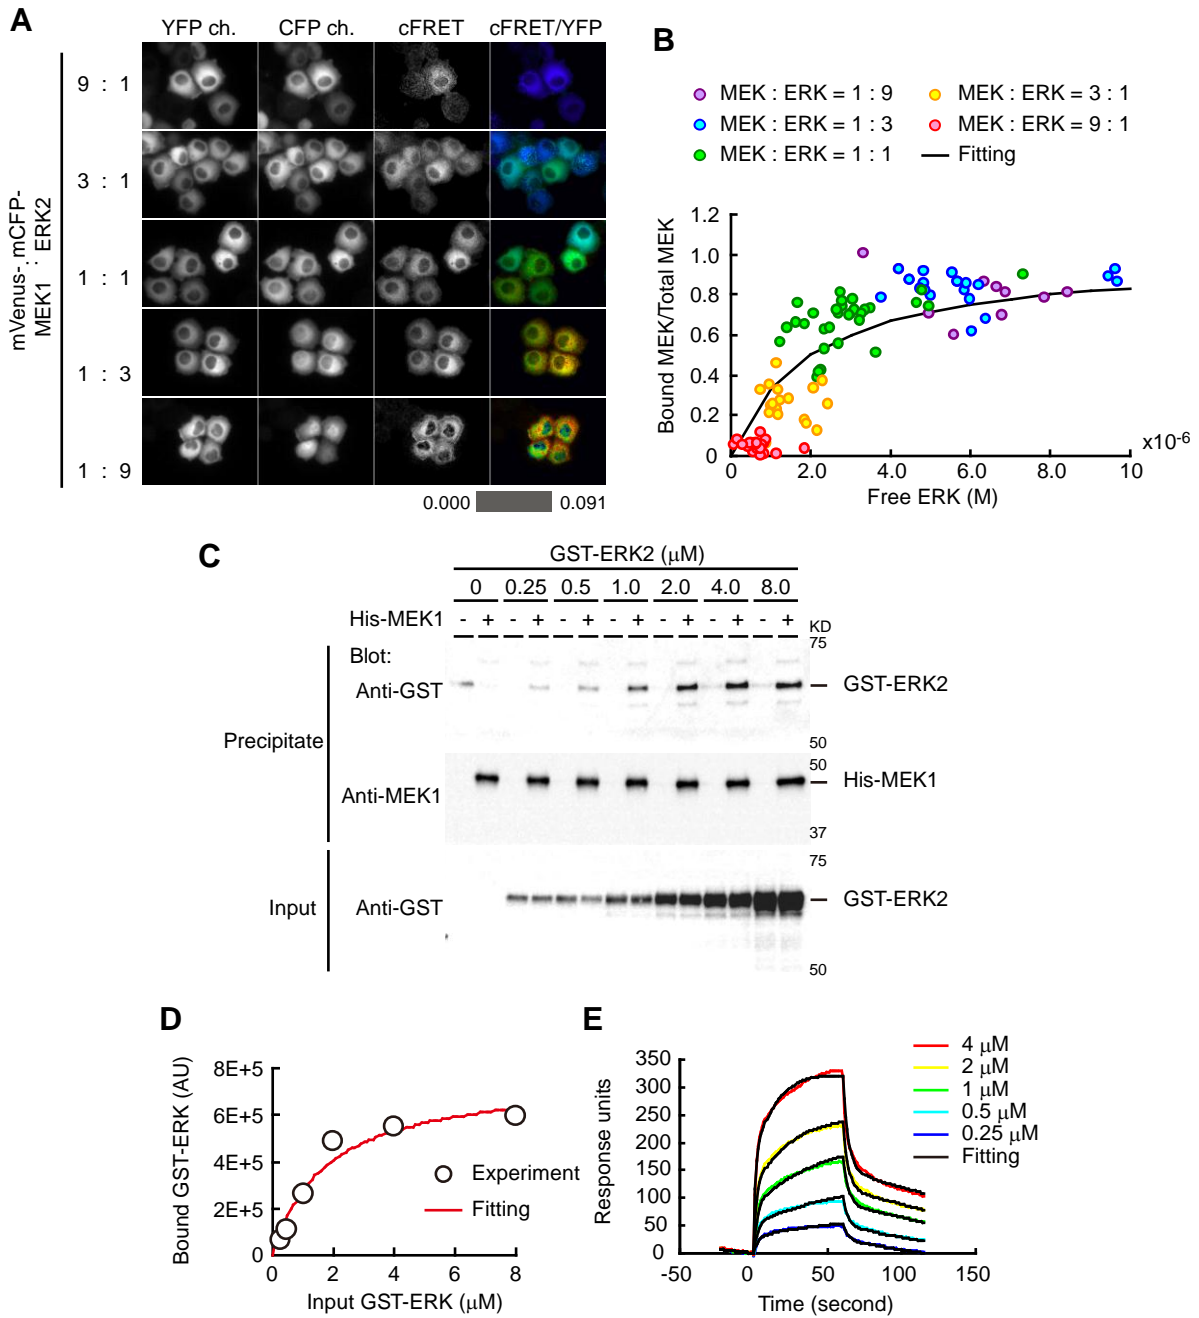 A
YFP ch.
CFP ch.
cFRET
cFRET/YFP
mVenus- mCFP-
MEK1 : ERK2
9 : 1
3 : 1
1 : 1
1 : 3
1 : 9
0.000
0.091
B
MEK : ERK = 1 : 9
MEK : ERK = 1 : 3
MEK : ERK = 1 : 1
MEK : ERK = 3 : 1
MEK : ERK = 9 : 1
Fitting
Bound MEK/Total MEK
1.2
1.0
0.8
0.6
0.4
0.2
0
0
2.0
4.0
6.0
8.0
10
x10-6
Free ERK (M)
C
GST-ERK2 (μM)
0 0.25 0.5 1.0 2.0 4.0 8.0
His-MEK1 - + - + - + - + - + - + - +
KD
75
Blot:
Anti-GST
GST-ERK2
Precipitate
50
50
Anti-MEK1
His-MEK1
37
75
Input
Anti-GST
GST-ERK2
50
D
Bound GST-ERK (AU)
8E+5
6E+5
4E+5
2E+5
0
0 2 4 6 8
Input GST-ERK (μM)
Experiment
Fitting
E
Response units
350
300
250
200
150
100
50
0
-50 0 50 100 150
Time (second)
4 μM
2 μM
1 μM
0.5 μM
0.25 μM
Fitting